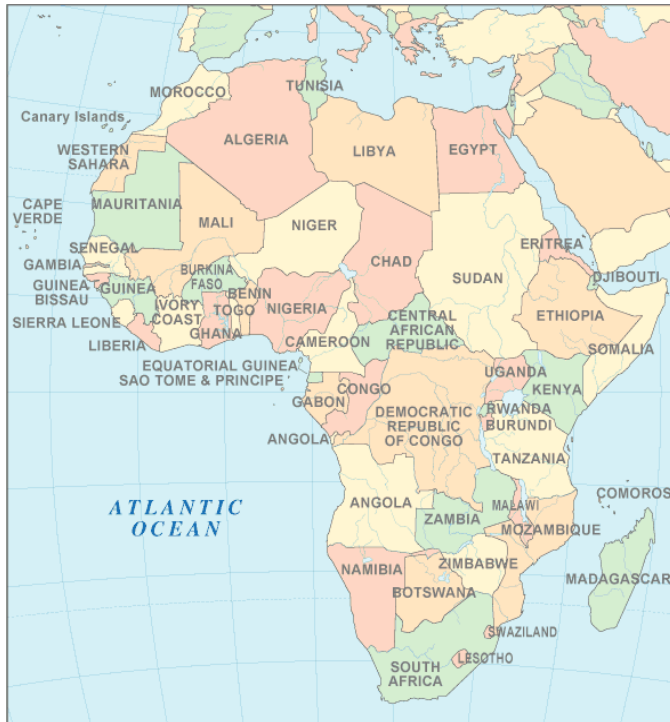 TUNISIA
MOROCCO
Canary Islands
ALGERIA
LIBYA
EGYPT
WESTERN
SAHARA
CAPE
VERDE
MAURITANIA
MALI
NIGER
CHAD
SUDAN
ERITREA
SENEGAL
GAMBIA
GUINEA
BISSAU
GUINEA
BURKINA
FASO
BENIN
DJIBOUTI
SIERRA LEONE
IVORY
COAST
TOGO
GHANA
NIGERIA
CENTRAL
AFRICAN
REPUBLIC
ETHIOPIA
LIBERIA
CAMEROON
SOMALIA
EQUATORIAL GUINEA
SAO TOME & PRINCIPE
UGANDA
KENYA
GABON
CONGO
DEMOCRATIC
REPUBLIC
OF CONGO
RWANDA
BURUNDI
ANGOLA
TANZANIA
ATLANTIC
OCEAN
ANGOLA
ZAMBIA
MALAWI
COMOROS
MOZAMBIQUE
NAMIBIA
ZIMBABWE
BOTSWANA
MADAGASCAR
SWAZILAND
SOUTH
AFRICA
LESOTHO